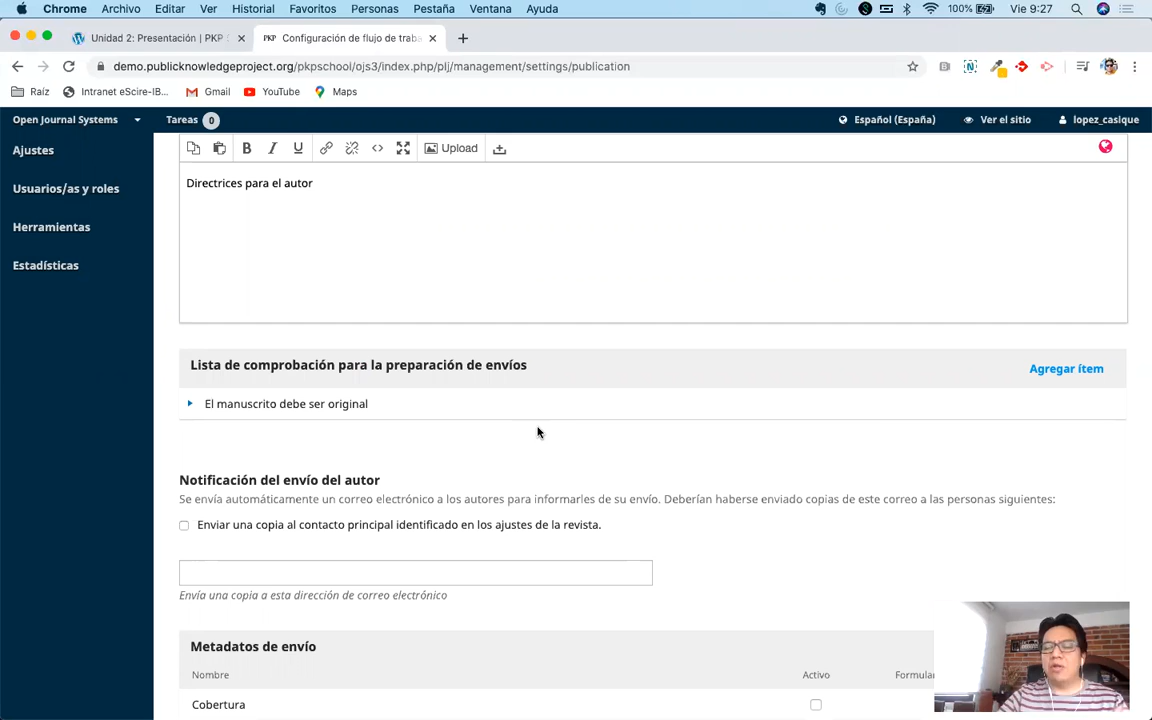 Chrome Archivo Editar Ver Historial Favoritos Personas Pestaña Ventana Ayuda 100% Vie 9:27
Unidad 2: Presentación | PKP
PKP Configuración de flujo de traba
demo.publicknowledgeproject.org/pkpschool/ojs3/index.php/plj/management/settings/publication
Raíz Intranet eScire-IB... Gmail YouTube Maps
Open Journal Systems Tareas 0 Español (España) Ver el sitio lopez_casique
Ajustes
Usuarios/as y roles
Herramientas
Estadísticas
B I U Upload
Directrices para el autor
Lista de comprobación para la preparación de envíos
Agregar ítem
El manuscrito debe ser original
Notificación del envío del autor
Se envía automáticamente un correo electrónico a los autores para informarles de su envío. Deberían haberse enviado copias de este correo a las personas siguientes:
Enviar una copia al contacto principal identificado en los ajustes de la revista.
Envía una copia a esta dirección de correo electrónico
Metadatos de envío
Nombre Activo Formular
Cobertura